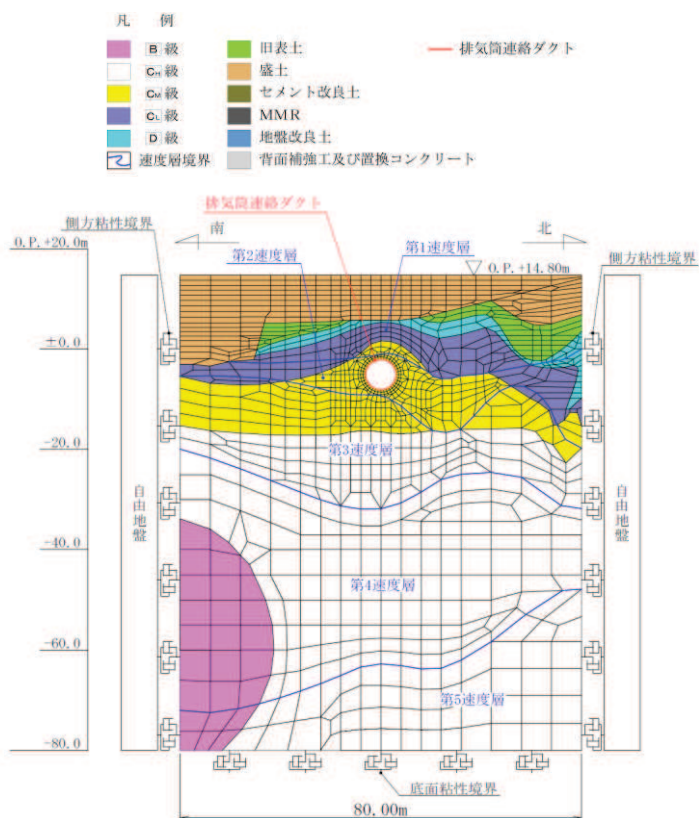 凡 例
B 級
CH 級
CM 級
CL 級
D 級
速度層境界
旧表土
盛土
セメント改良土
MMR
地盤改良土
背面補強工及び置換コンクリート
排気筒連絡ダクト
側方粘性境界
排気筒連絡ダクト
南
北
第2速度層
第1速度層
側方粘性境界
O.P.+20.0m
O.P.+14.80m
±0.0
-20.0
第3速度層
自由地盤
自由地盤
-40.0
第4速度層
-60.0
第5速度層
-80.0
底面粘性境界
80.00m